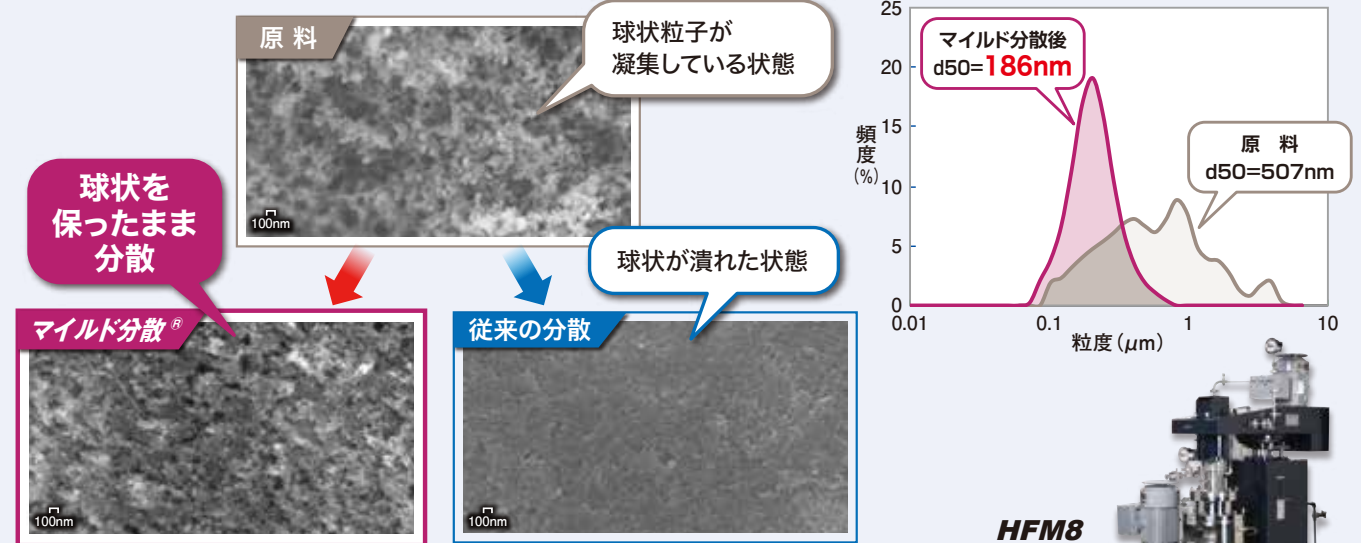 原 料
球状粒子が
凝集している状態
100nm
球状を
保ったまま
分散
球状が潰れた状態
マイルド分散®
100nm
従来の分散
100nm
25
20
15
10
5
0
頻度
(%)
マイルド分散後
d50=186nm
原 料
d50=507nm
0.01
0.1
1
10
粒度(μm)
HFM8